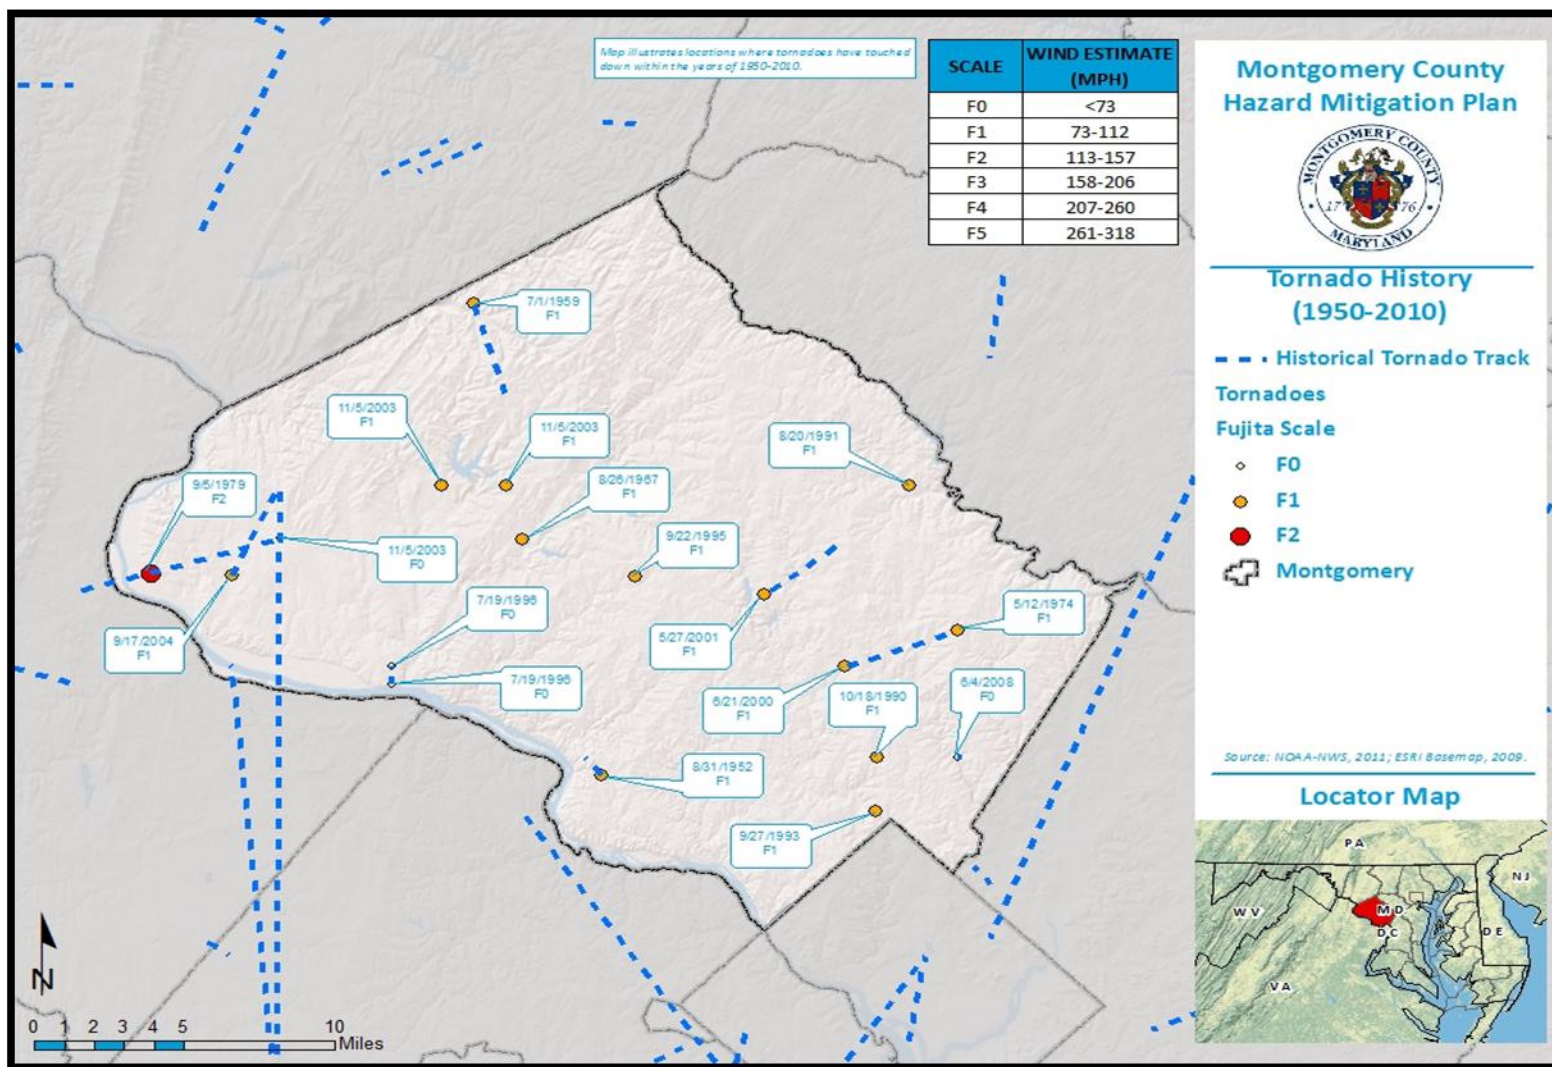 Map illustrates locations where tornadoes have touched
down within the years of 1950-2010.
SCALE WIND ESTIMATE (MPH)
F0 <73
F1 73-112
F2 113-157
F3 158-206
F4 207-260
F5 261-318
7/1/1959
F1
11/5/2003
F1
11/5/2003
F1
8/20/1991
F1
9/5/1979
F2
8/26/1967
F1
9/22/1995
F1
11/5/2003
F0
7/19/1996
F0
5/12/1974
F1
9/17/2004
F1
5/27/2001
F1
7/19/1996
F0
6/21/2000
F1
10/18/1990
F1
6/4/2008
F0
8/31/1952
F1
9/27/1993
F1
N
0 1 2 3 4 5 10
Miles
Montgomery County
Hazard Mitigation Plan
MONTGOMERY COUNTY
17 76
MARYLAND
Tornado History
(1950-2010)
Historical Tornado Track
Tornadoes
Fujita Scale
F0
F1
F2
Montgomery
Source: NOAA-NWS, 2011; ESRI Basemap, 2009.
Locator Map
PA
NJ
WV
MD
DC
DE
VA